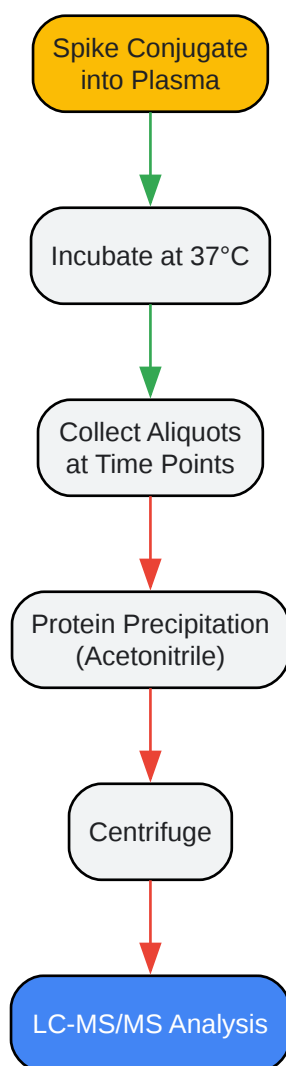 Spike Conjugate
into Plasma
Incubate at 37°C
Collect Aliquots
at Time Points
Protein Precipitation
(Acetonitrile)
Centrifuge
LC-MS/MS Analysis